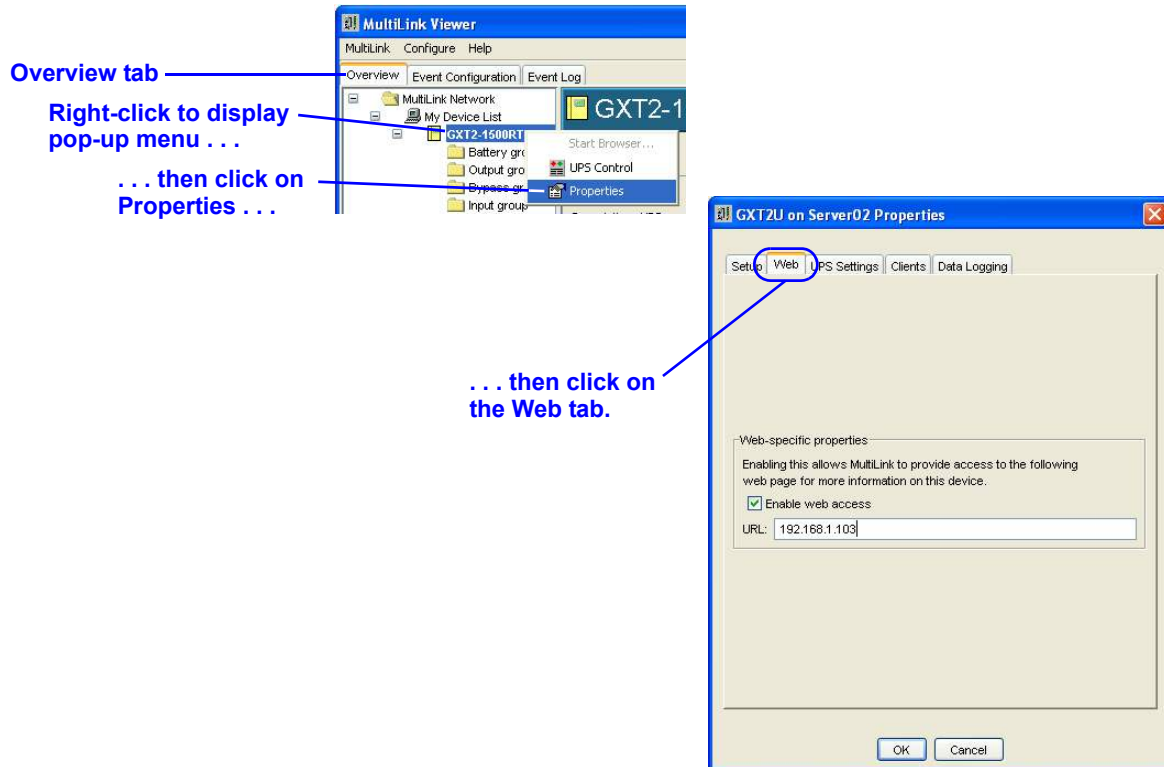 MultiLink Viewer
MultiLink Configure Help
Overview tab
Overview Event Configuration Event Log
MultiLink Network
My Device List
GXT2-1
Right-click to display
pop-up menu . . .
GXT2-1500RT
Start Browser...
Battery gro
UPS Control
Output gro
. . . then click on
Properties . . .
Bypass gr
Properties
Input group
GXT2U on Server02 Properties
Setup Web UPS Settings Clients Data Logging
. . . then click on
the Web tab.
Web-specific properties
Enabling this allows MultiLink to provide access to the following
web page for more information on this device.
Enable web access
URL: 192.168.1.103
OK Cancel